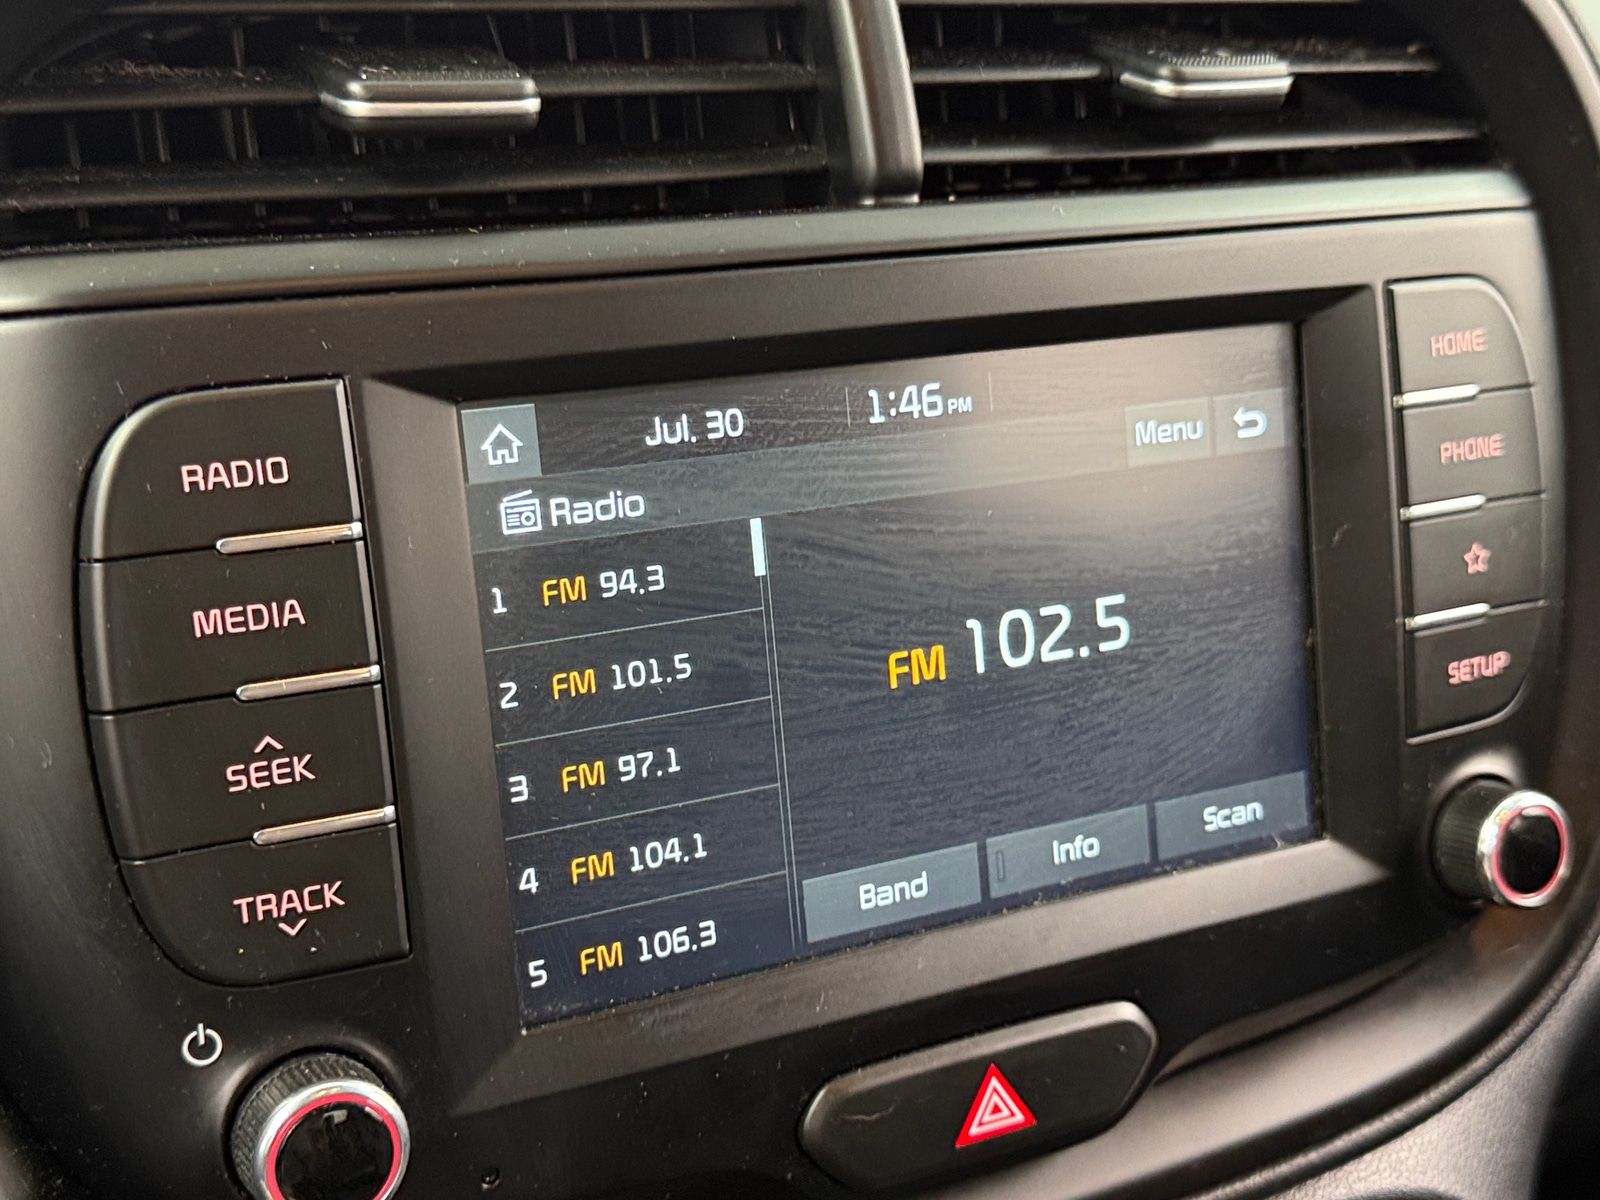 RADIO
MEDIA
SEEK
TRACK
Jul. 30
1:46 PM
Menu
Radio
1 FM 94.3
2 FM 101.5
3 FM 97.1
4 FM 104.1
5 FM 106.3
FM 102.5
Band
Info
Scan
HOME
PHONE
SETUP